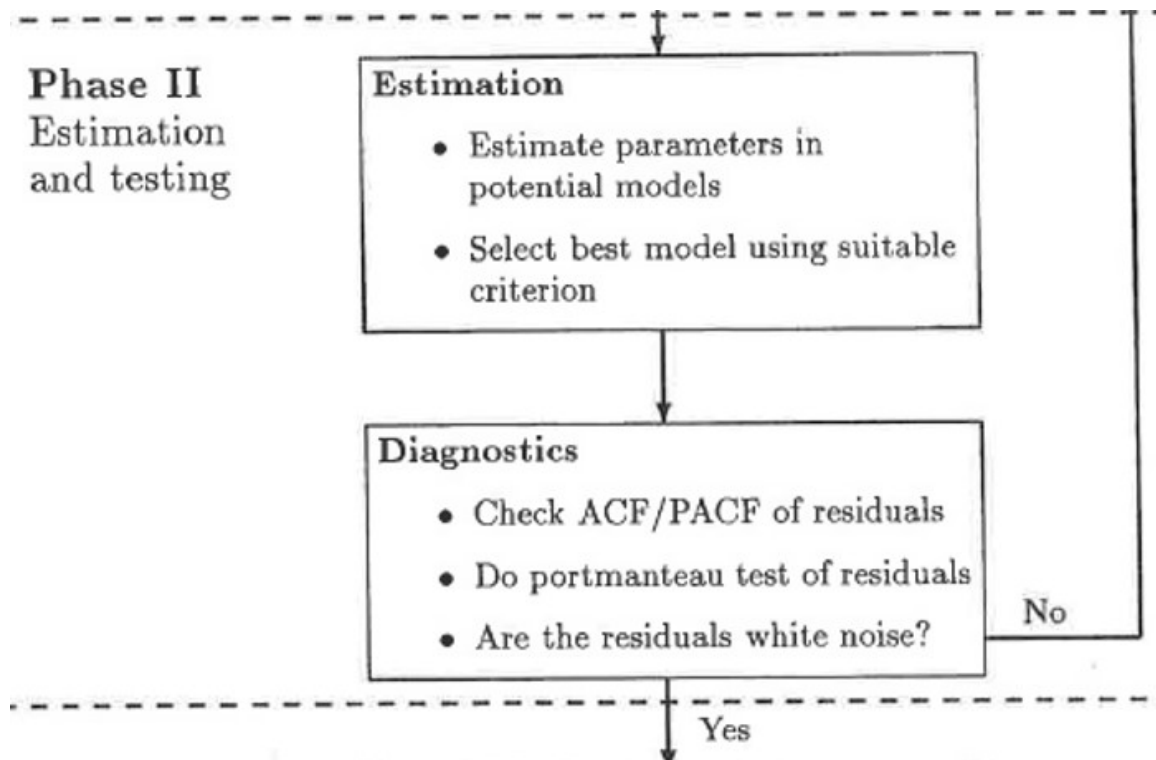 Phase II
Estimation
and testing
Estimation
• Estimate parameters in
potential models
• Select best model using suitable
criterion
Diagnostics
• Check ACF/PACF of residuals
• Do portmanteau test of residuals
• Are the residuals white noise?
No
Yes